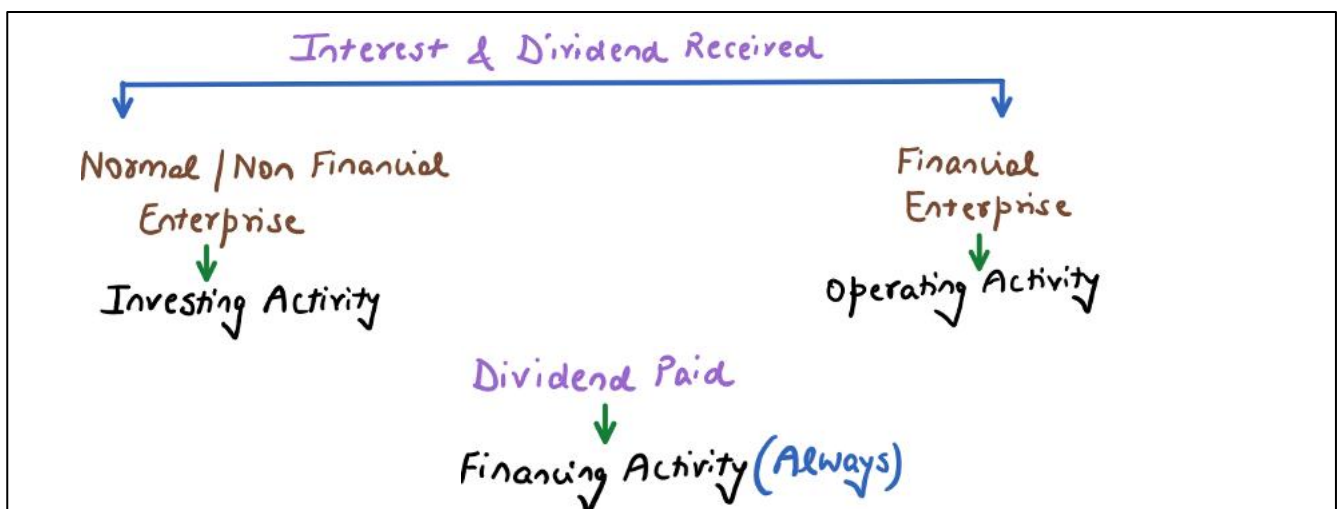 Interest & Dividend Received
Normal / Non Financial
Enterprise
Investing Activity
Financial
Enterprise
Operating Activity
Dividend Paid
Financing Activity (Always)